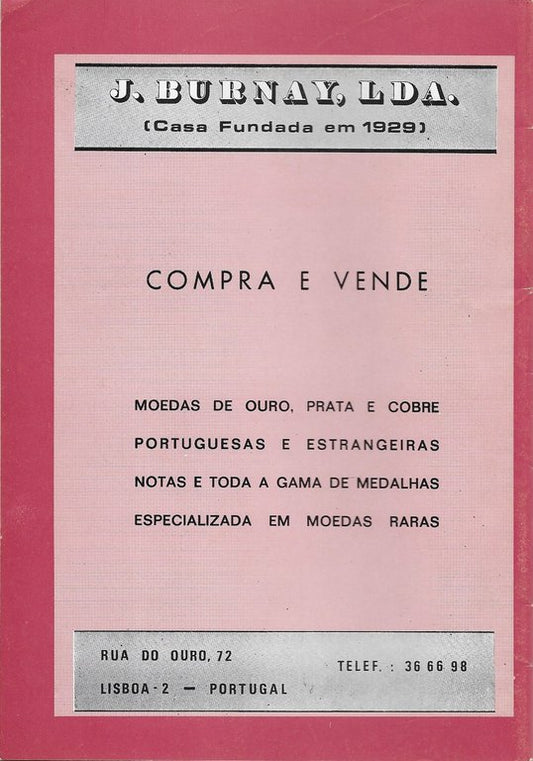 J. BURNAY, LDA.
(Casa Fundada em 1929)
COMPRA E VENDE
MOEDAS DE OURO, PRATA E COBRE
PORTUGUESAS E ESTRANGEIRAS
NOTAS E TODA A GAMA DE MEDALHAS
ESPECIALIZADA EM MOEDAS RARAS
RUA DO OURO, 72
TELEF. : 36 66 98
LISBOA-2 — PORTUGAL